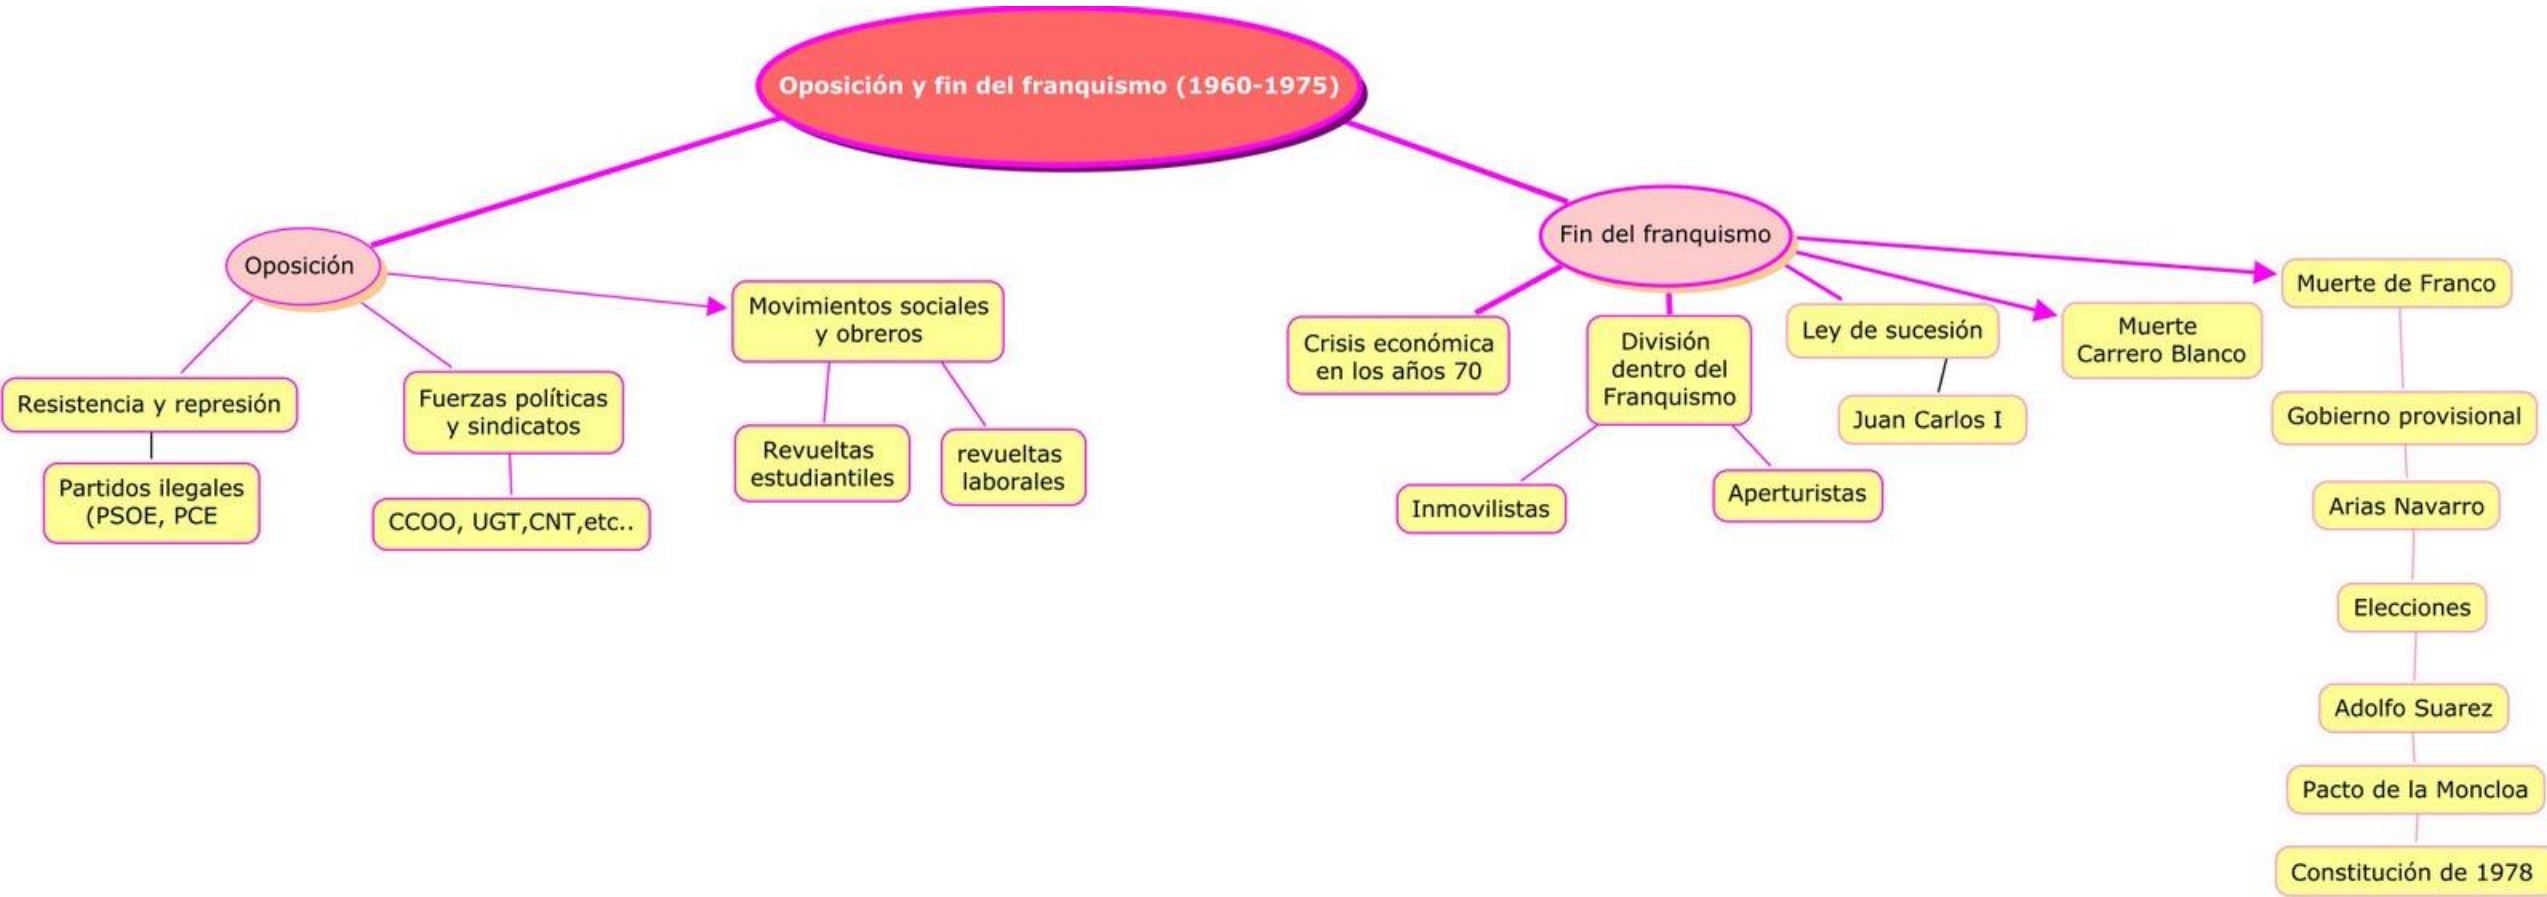 Oposición y fin del franquismo (1960-1975)
Oposición
Resistencia y represión
Partidos ilegales
(PSOE, PCE
Fuerzas políticas
y sindicatos
CCOO, UGT,CNT,etc..
Movimientos sociales
y obreros
Revueltas
estudiantiles
revueltas
laborales
Fin del franquismo
Crisis económica
en los años 70
División
dentro del
Franquismo
Inmovilistas
Aperturistas
Ley de sucesión
Juan Carlos I
Muerte
Carrero Blanco
Muerte de Franco
Gobierno provisional
Arias Navarro
Elecciones
Adolfo Suarez
Pacto de la Moncloa
Constitución de 1978